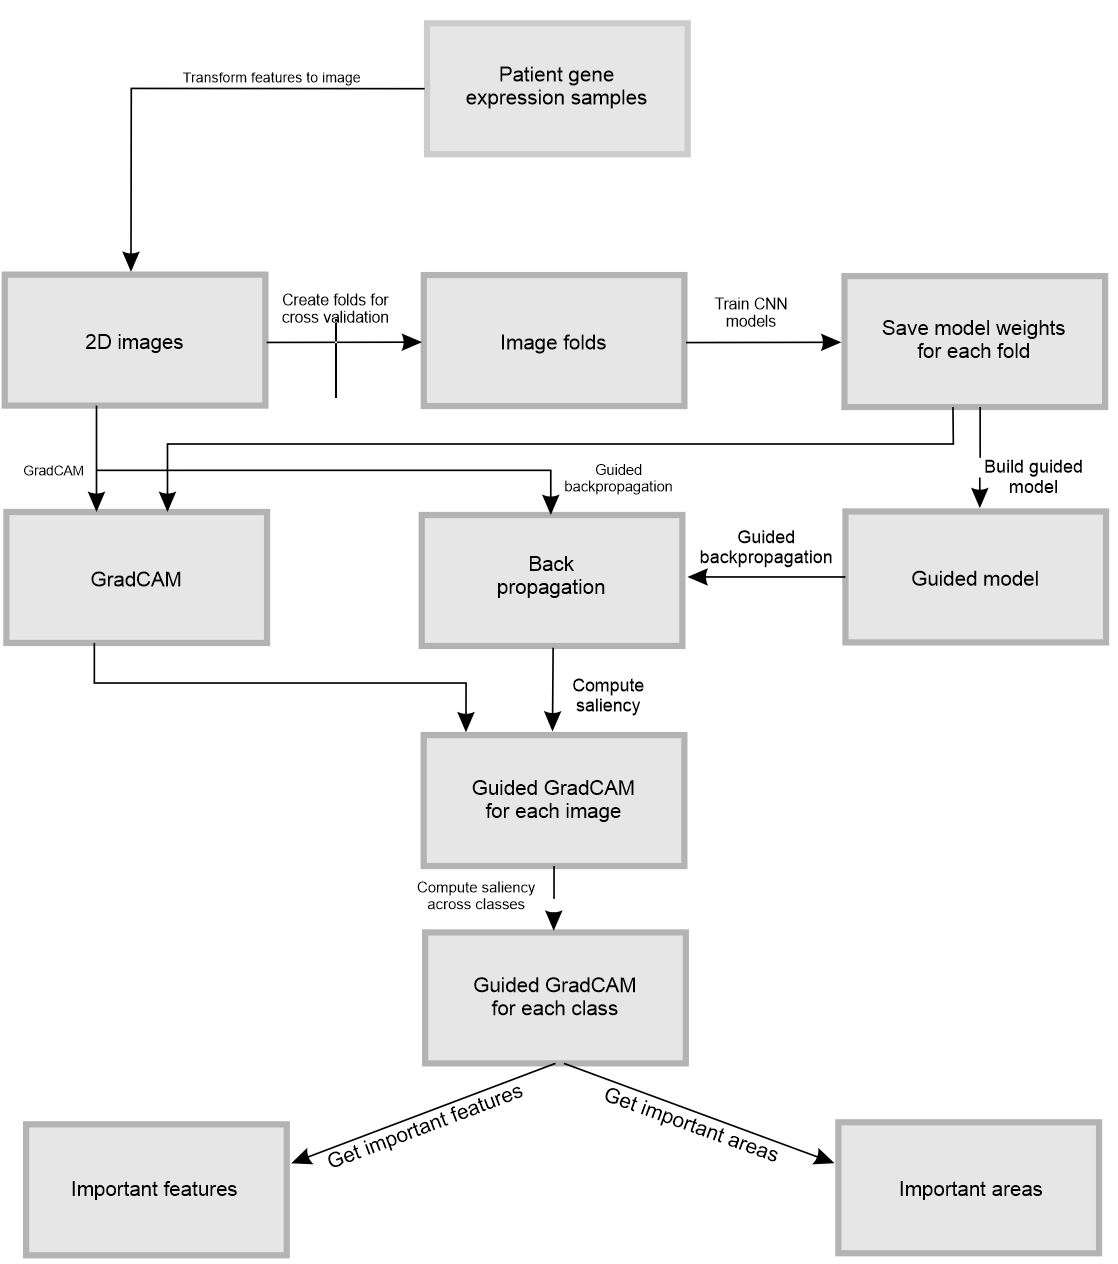 Patient gene
expression samples
Transform features to image
2D images
Create folds for
cross validation
Image folds
Train CNN
models
Save model weights
for each fold
GradCAM
Guided
backpropagation
Build guided
model
GradCAM
Back
propagation
Guided
backpropagation
Guided model
Compute
saliency
Guided GradCAM
for each image
Compute saliency
across classes
Guided GradCAM
for each class
Get important features
Get important areas
Important features
Important areas